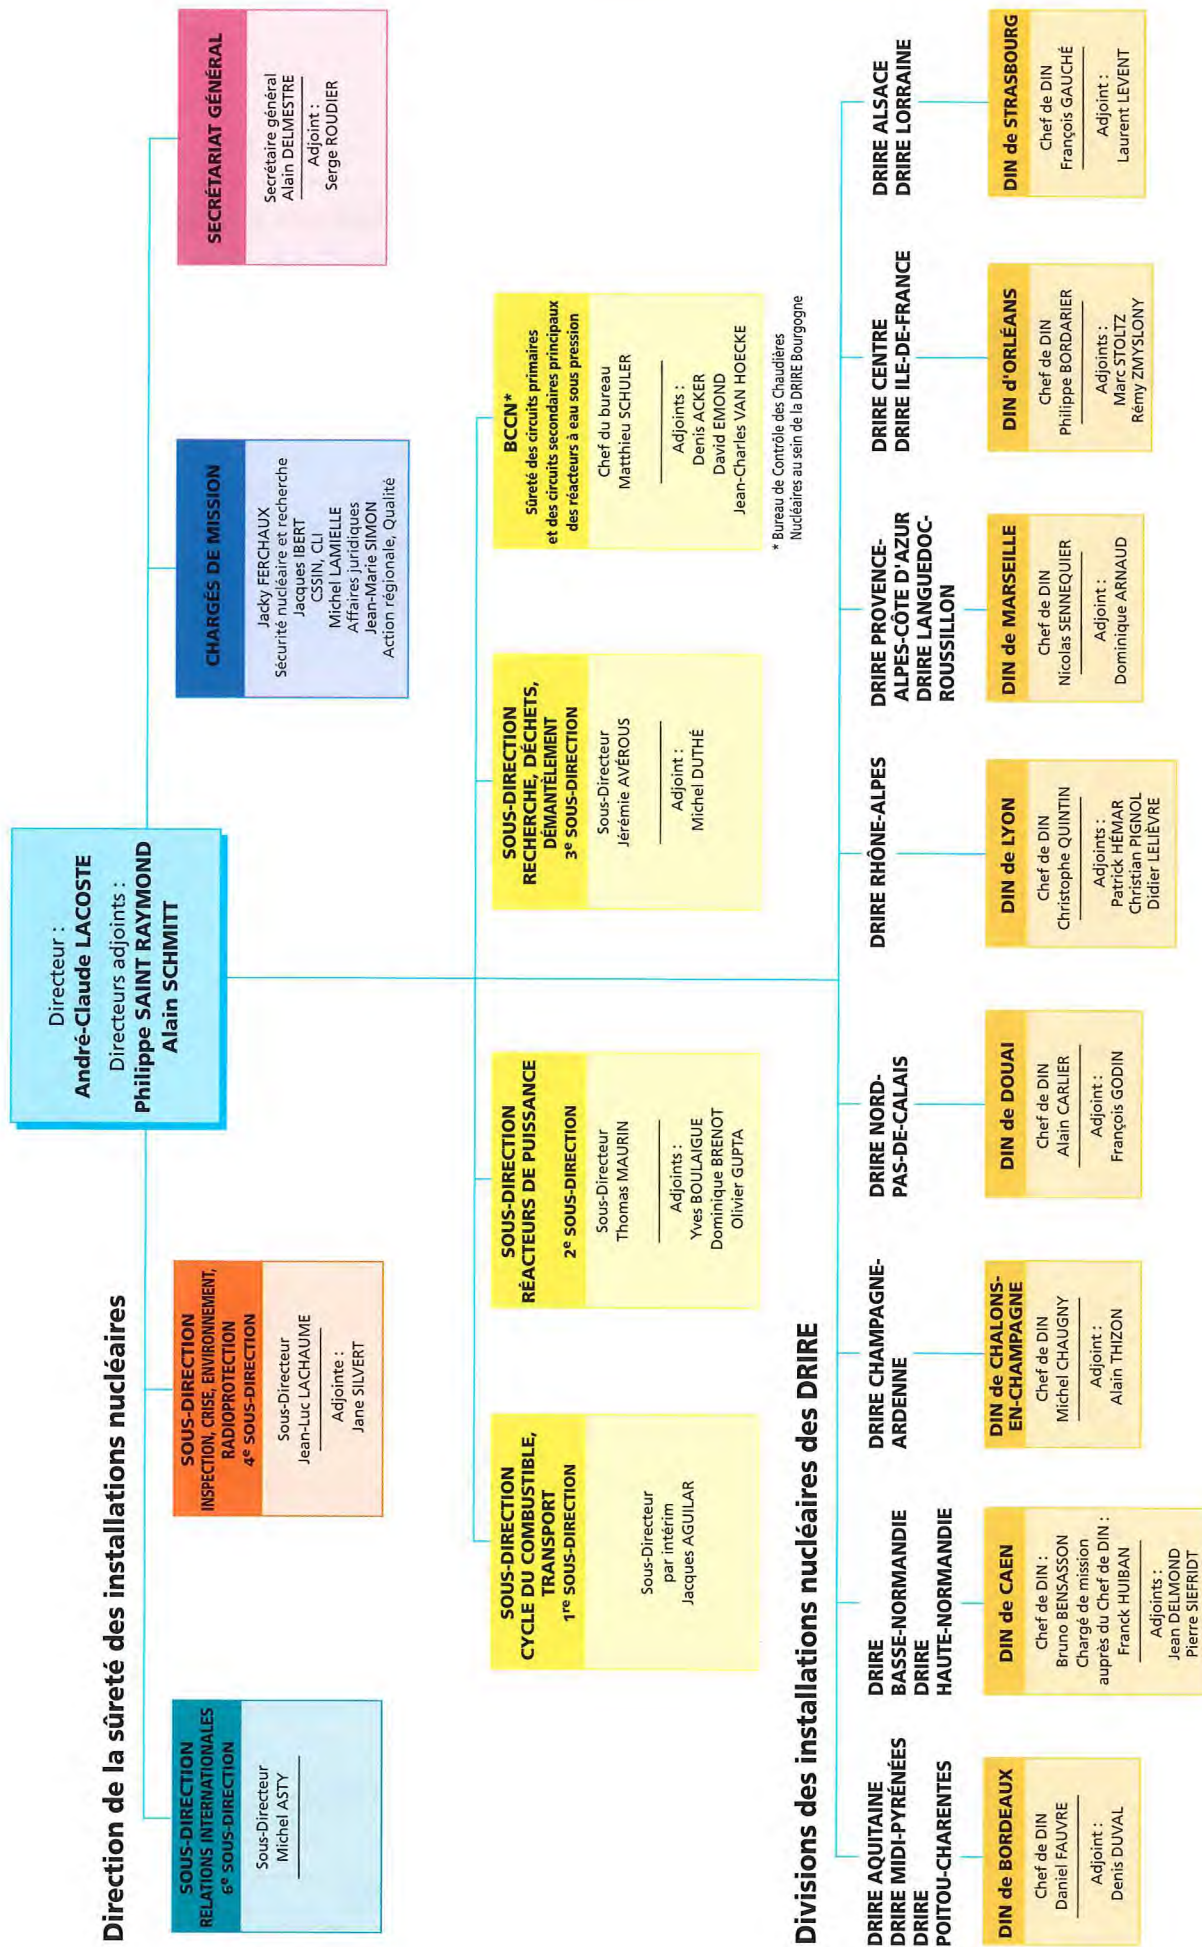 Directeur :
André-Claude LACOSTE
Directeurs adjoints :
Philippe SAINT RAYMOND
Alain SCHMITT
Direction de la sûreté des installations nucléaires
SOUS-DIRECTION
RELATIONS INTERNATIONALES
6e SOUS-DIRECTION
Sous-Directeur
Michel ASTY
SOUS-DIRECTION
INSPECTION, CRISE, ENVIRONNEMENT,
RADIOPROTECTION
4e SOUS-DIRECTION
Sous-Directeur
Jean-Luc LACHAUME
Adjointe :
Jane SILVERT
CHARGÉS DE MISSION
Jacky FERCHAUX
Sécurité nucléaire et recherche
Jacques IBERT
CSSIN, CLI
Michel LAMIELLE
Affaires juridiques
Jean-Marie SIMON
Action régionale, Qualité
SECRÉTARIAT GÉNÉRAL
Secrétaire général
Alain DELMESTRE
Adjoint :
Serge ROUDIER
SOUS-DIRECTION
CYCLE DU COMBUSTIBLE,
TRANSPORT
1re SOUS-DIRECTION
Sous-Directeur
par intérim
Jacques AGUILAR
SOUS-DIRECTION
RÉACTEURS DE PUISSANCE
2e SOUS-DIRECTION
Sous-Directeur
Thomas MAURIN
Adjoints :
Yves BOULAIGUE
Dominique BRENOT
Olivier GUPTA
SOUS-DIRECTION
RECHERCHE, DÉCHETS,
DÉMANTÈLEMENT
3e SOUS-DIRECTION
Sous-Directeur
Jérémie AVÉROUS
Adjoint :
Michel DUTHÉ
BCCN*
Sûreté des circuits primaires
et des circuits secondaires principaux
des réacteurs à eau sous pression
Chef du bureau
Matthieu SCHULER
Adjoints :
Denis ACKER
David EMOND
Jean-Charles VAN HOECKE
* Bureau de Contrôle des Chaudières
Nucléaires au sein de la DRIRE Bourgogne
Divisions des installations nucléaires des DRIRE
DRIRE AQUITAINE
DRIRE MIDI-PYRÉNÉES
DRIRE
POITOU-CHARENTES
DIN de BORDEAUX
Chef de DIN
Daniel FAUVRE
Adjoint :
Denis DUVAL
DRIRE
BASSE-NORMANDIE
DRIRE
HAUTE-NORMANDIE
DIN de CAEN
Chef de DIN :
Bruno BENSASSON
Chargé de mission
auprès du Chef de DIN :
Franck HUIBAN
Adjoints :
Jean DELMOND
Pierre SIEFRIDT
DRIRE CHAMPAGNE-
ARDENNE
DIN de CHALONS-
EN-CHAMPAGNE
Chef de DIN
Michel CHAUGNY
Adjoint :
Alain THIZON
DRIRE NORD-
PAS-DE-CALAIS
DIN de DOUAI
Chef de DIN
Alain CARLIER
Adjoint :
François GODIN
DRIRE RHÔNE-ALPES
DIN de LYON
Chef de DIN
Christophe QUINTIN
Adjoints :
Patrick HÉMAR
Christian PIGNOL
Didier LELIÈVRE
DRIRE PROVENCE-
ALPES-CÔTE D'AZUR
DRIRE LANGUEDOC-
ROUSSILLON
DIN de MARSEILLE
Chef de DIN
Nicolas SENNEQUIER
Adjoint :
Dominique ARNAUD
DRIRE CENTRE
DRIRE ILE-DE-FRANCE
DIN d'ORLÉANS
Chef de DIN
Philippe BORDARIER
Adjoints :
Marc STOLTZ
Rémy ZMYSLONY
DRIRE ALSACE
DRIRE LORRAINE
DIN de STRASBOURG
Chef de DIN
François GAUCHÉ
Adjoint :
Laurent LEVENT